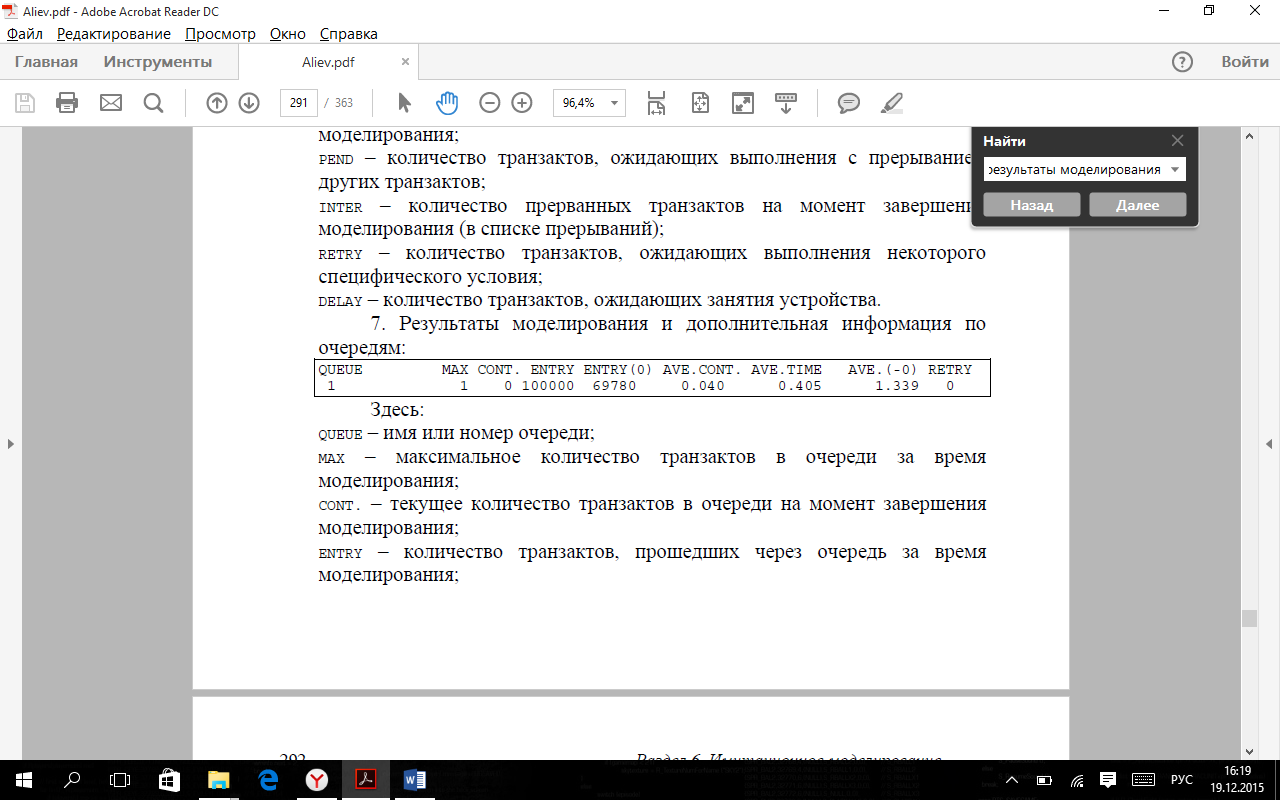 Aliev.pdf - Adobe Acrobat Reader DC
Файл Редактирование Просмотр Окно Справка
Главная Инструменты Aliev.pdf × ? Войти
291 / 363 96,4%
Найти
результаты моделирования
Назад Далее
моделирования;
PEND – количество транзактов, ожидающих выполнения с прерывание
других транзактов;
INTER – количество прерванных транзактов на момент завершени
моделирования (в списке прерываний);
RETRY – количество транзактов, ожидающих выполнения некоторого
специфического условия;
DELAY – количество транзактов, ожидающих занятия устройства.
7. Результаты моделирования и дополнительная информация по
очередям:
QUEUE MAX CONT. ENTRY ENTRY(0) AVE.CONT. AVE.TIME AVE.(-0) RETRY
1 1 0 100000 69780 0.040 0.405 1.339 0
Здесь:
QUEUE – имя или номер очереди;
MAX – максимальное количество транзактов в очереди за время
моделирования;
CONT. – текущее количество транзактов в очереди на момент завершения
моделирования;
ENTRY – количество транзактов, прошедших через очередь за время
моделирования;
292 Раздел 6. Имитационное моделирование
РУС
16:19
19.12.2015